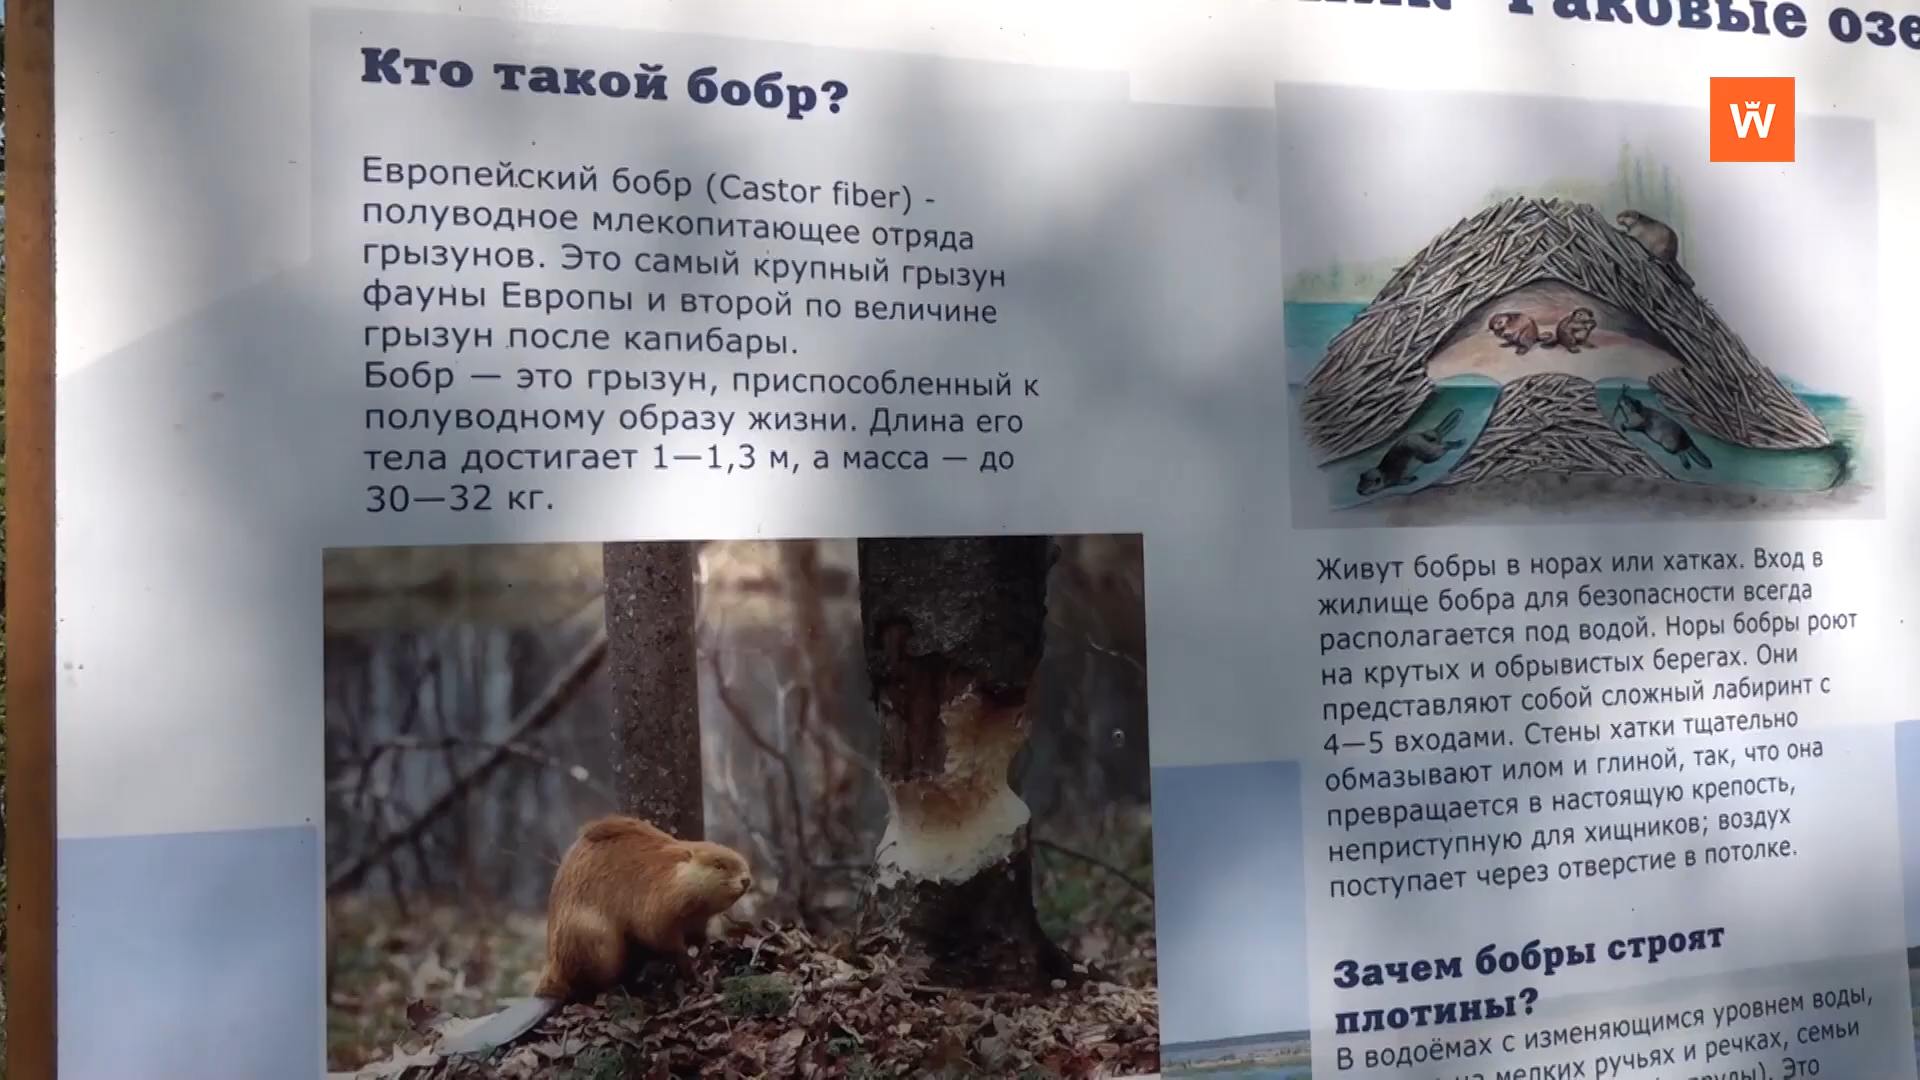 Раковые озе
Кто такой бобр?
Европейский бобр (Castor fiber) -
полуводное млекопитающее отряда
грызунов. Это самый крупный грызун
фауны Европы и второй по величине
грызун после капибары.
Бобр — это грызун, приспособленный к
полуводному образу жизни. Длина его
тела достигает 1—1,3 м, а масса — до
30—32 кг.
W
Живут бобры в норах или хатках. Вход в
жилище бобра для безопасности всегда
располагается под водой. Норы бобры роют
на крутых и обрывистых берегах. Они
представляют собой сложный лабиринт с
4—5 входами. Стены хатки тщательно
обмазывают илом и глиной, так, что она
превращается в настоящую крепость,
неприступную для хищников; воздух
поступает через отверстие в потолке.
Зачем бобры строят
плотины?
В водоёмах с изменяющимся уровнем воды,
на мелких ручьях и речках, семьи
Это